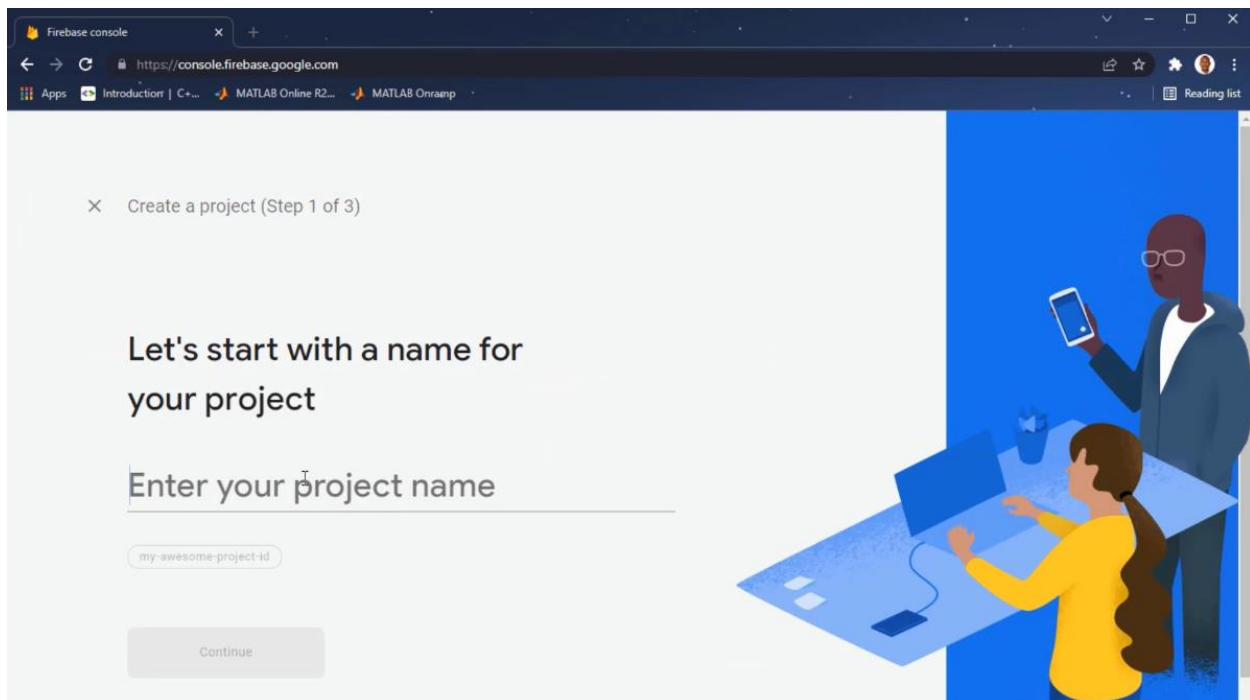 Firebase console
https://console.firebase.google.com
Apps Introduction | C+... MATLAB Online R2... MATLAB Onramp Reading list
Create a project (Step 1 of 3)
Let's start with a name for
your project
Enter your project name
my-awesome-project-id
Continue